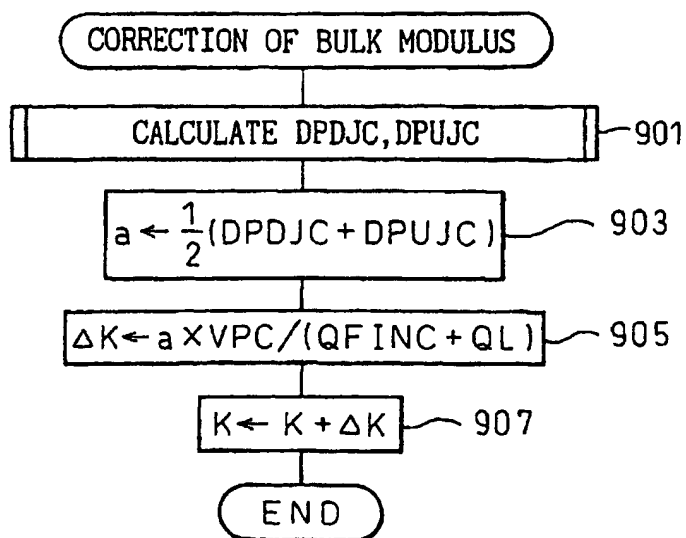 CORRECTION OF BULK MODULUS
CALCULATE DPDJC,DPUJC
901
a ← 1/2 (DPDJC + DPUJC)
903
ΔK ← a × VPC/(QFINC + QL)
905
K ← K + ΔK
907
END